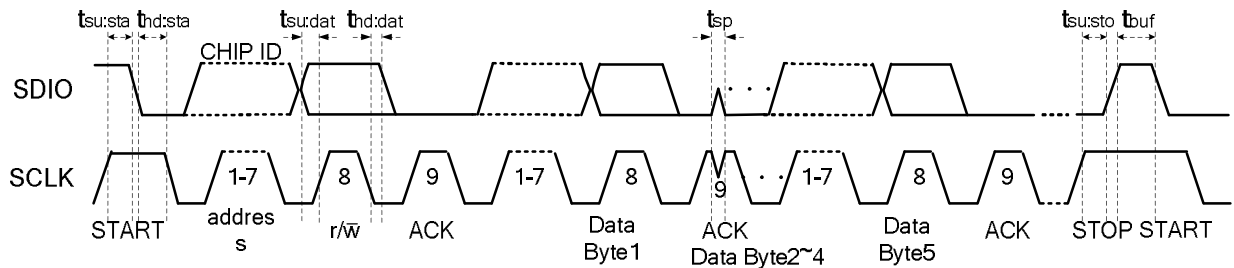 tsu:sta thd:sta tsu:dat thd:dat tsp tsu:sto tbuf
CHIP ID
SDIO
SCLK 1-7 8 9 1-7 8 9 1-7 8 9
START addres
s r/w̅ ACK Data
Byte1 ACK Data Byte2~4 Data
Byte5 ACK STOP START